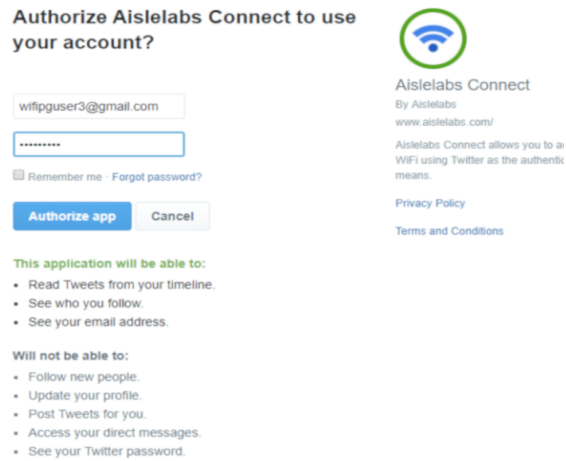 Authorize Aislelabs Connect to use
your account?
wifipguser3@gmail.com
Remember me · Forgot password?
Authorize app
Cancel
This application will be able to:
• Read Tweets from your timeline.
• See who you follow.
• See your email address.
Will not be able to:
• Follow new people.
• Update your profile.
• Post Tweets for you.
• Access your direct messages.
• See your Twitter password.
Aislelabs Connect
By Aislelabs
www.aislelabs.com/
Aislelabs Connect allows you to
WiFi using Twitter as the
means.
Privacy Policy
Terms and Conditions